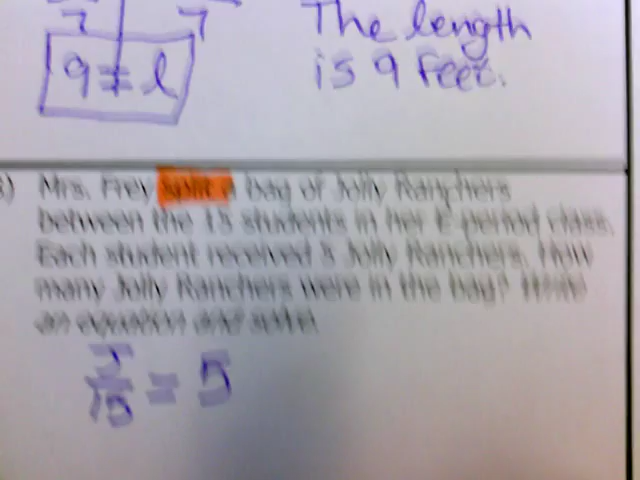 7 7
The length
9 = l
is 9 feet.
) Mrs. Frey split a bag of Jolly Ranchers
between the 15 students in her E period class.
Each student received 5 Jolly Ranchers. How
many Jolly Ranchers were in the bag? Write
an equation and solve.
J
15 = 5